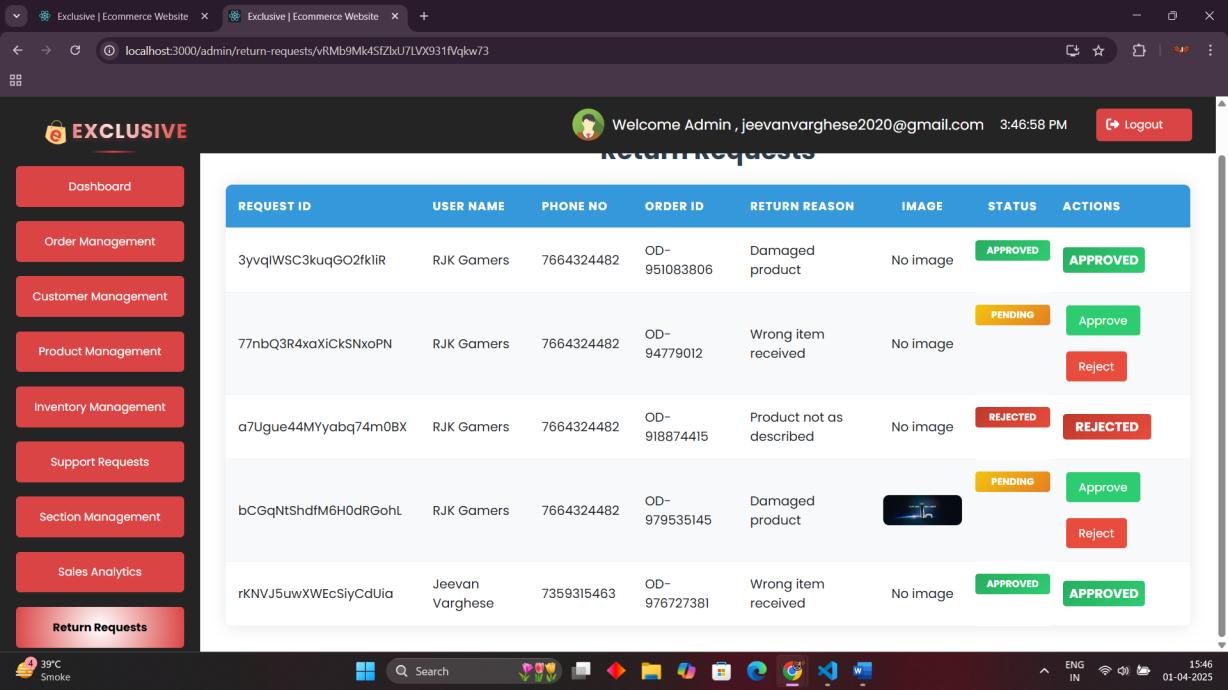 Exclusive | Ecommerce Website
Exclusive | Ecommerce Website
localhost:3000/admin/return-requests/vRMb9Mk4SfZlxU7LVX931fVqkw73
EXCLUSIVE
Welcome Admin , jeevanvarghese2020@gmail.com
3:46:58 PM
Logout
Dashboard
Order Management
Customer Management
Product Management
Inventory Management
Support Requests
Section Management
Sales Analytics
Return Requests
Return Requests
REQUEST ID USER NAME PHONE NO ORDER ID RETURN REASON IMAGE STATUS ACTIONS
3yvqIWSC3kuqGO2fk1iR RJK Gamers 7664324482 OD-951083806 Damaged product No image APPROVED APPROVED
77nbQ3R4xaXiCkSNxoPN RJK Gamers 7664324482 OD-94779012 Wrong item received No image PENDING Approve
Reject
a7Ugue44MYyabq74m0BX RJK Gamers 7664324482 OD-918874415 Product not as described No image REJECTED REJECTED
bCGqNtShdfM6H0dRGohL RJK Gamers 7664324482 OD-979535145 Damaged product PENDING Approve
Reject
rKNVJ5uwXWEcSiyCdUia Jeevan Varghese 7359315463 OD-976727381 Wrong item received No image APPROVED APPROVED
4
39°C
Smoke
Search
ENG
IN
15:46
01-04-2025